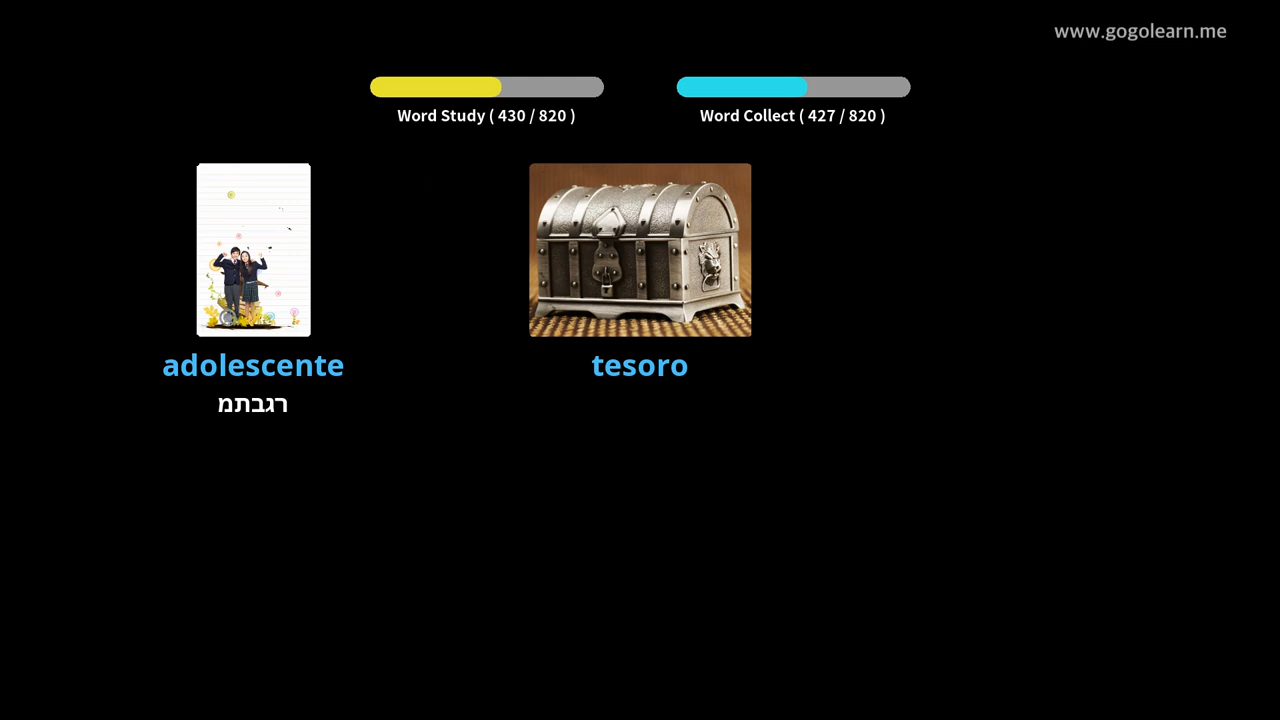 www.gogolearn.me
Word Study ( 430 / 820 )
Word Collect ( 427 / 820 )
adolescente
רגבתמ
tesoro